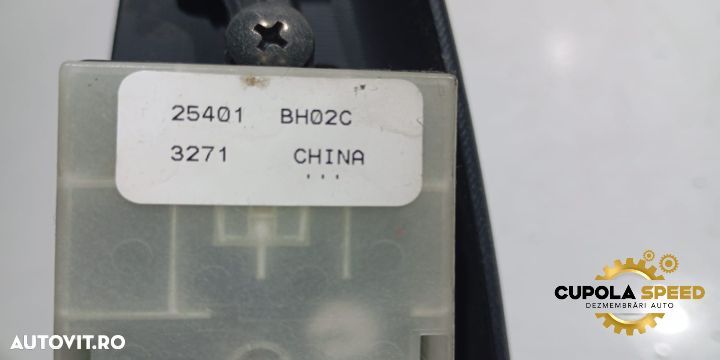 25401 BH02C
3271 CHINA
CUPOLA SPEED
DEZMEMBRĂRI AUTO
AUTOVIT.RO